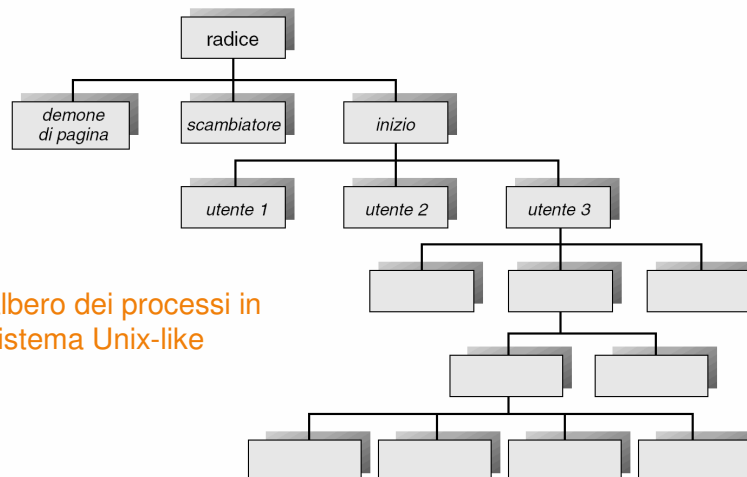 radice
demone
di pagina
scambiatore
inizio
utente 1
utente 2
utente 3
lbero dei processi in
istema Unix-like